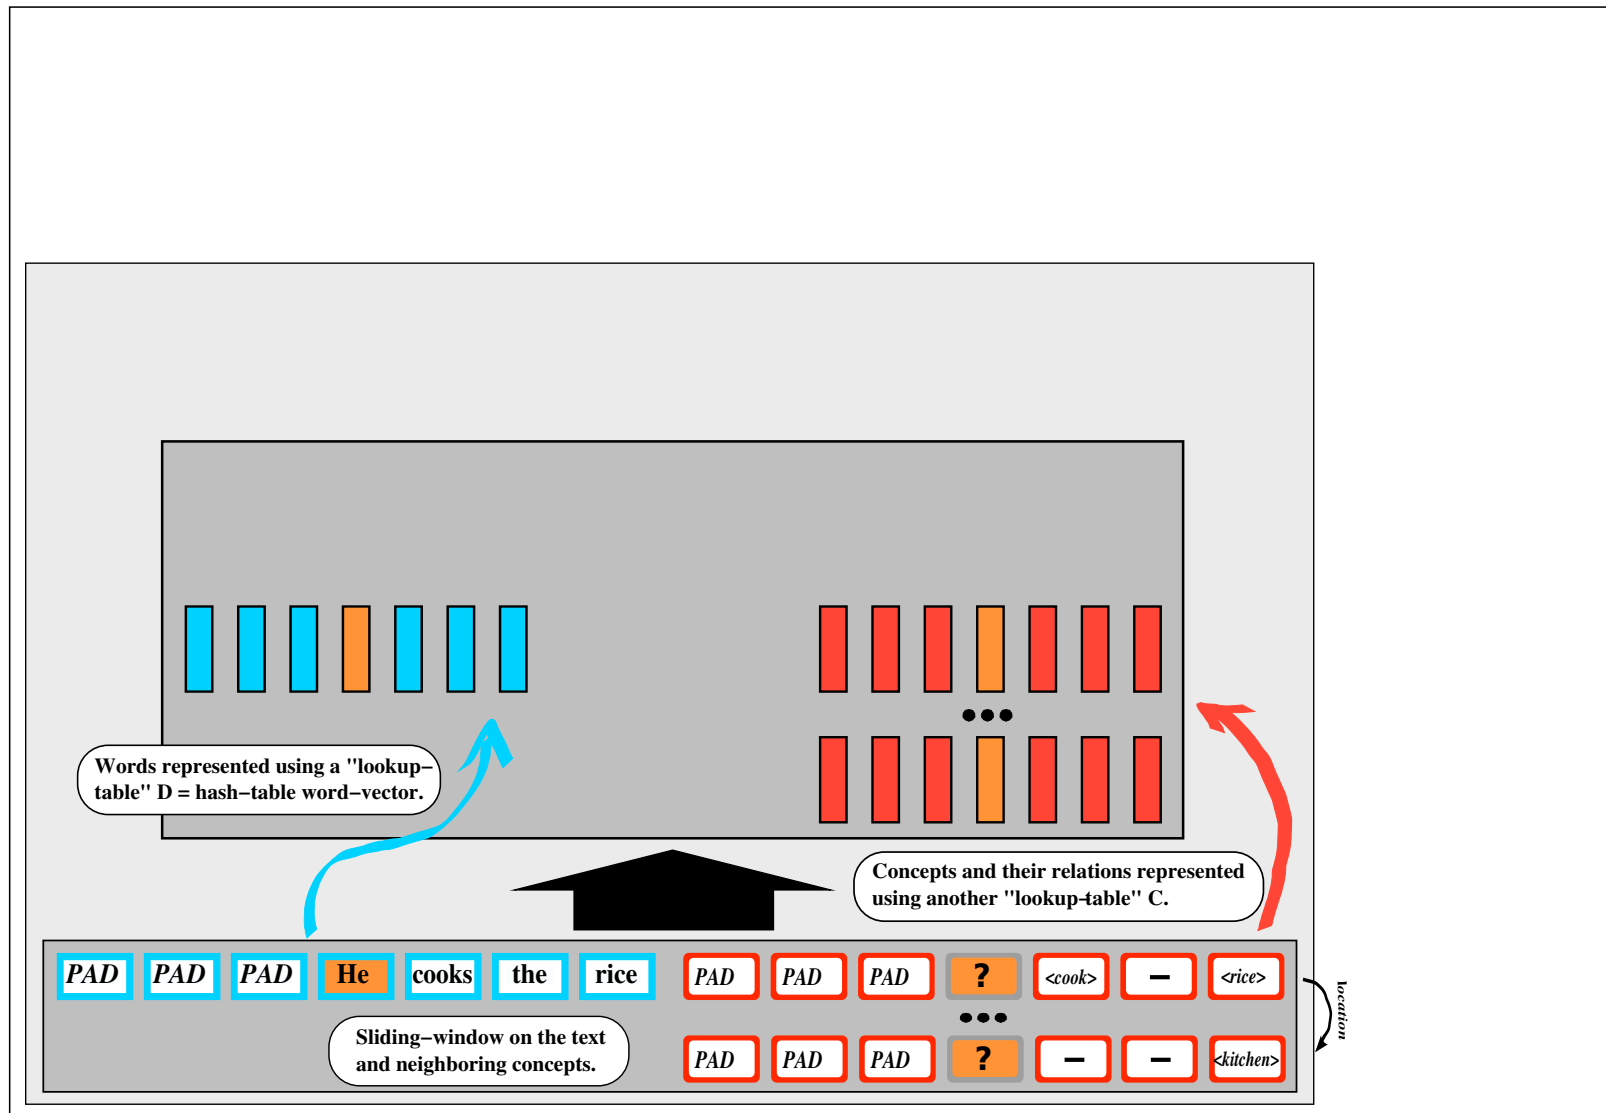 Words represented using a "lookup–
table" D = hash–table word–vector.
Concepts and their relations represented
using another "lookup-table" C.
PAD PAD PAD He cooks the rice PAD PAD PAD ? <cook> – <rice>
location
Sliding–window on the text
and neighboring concepts.
PAD PAD PAD ? – – <kitchen>